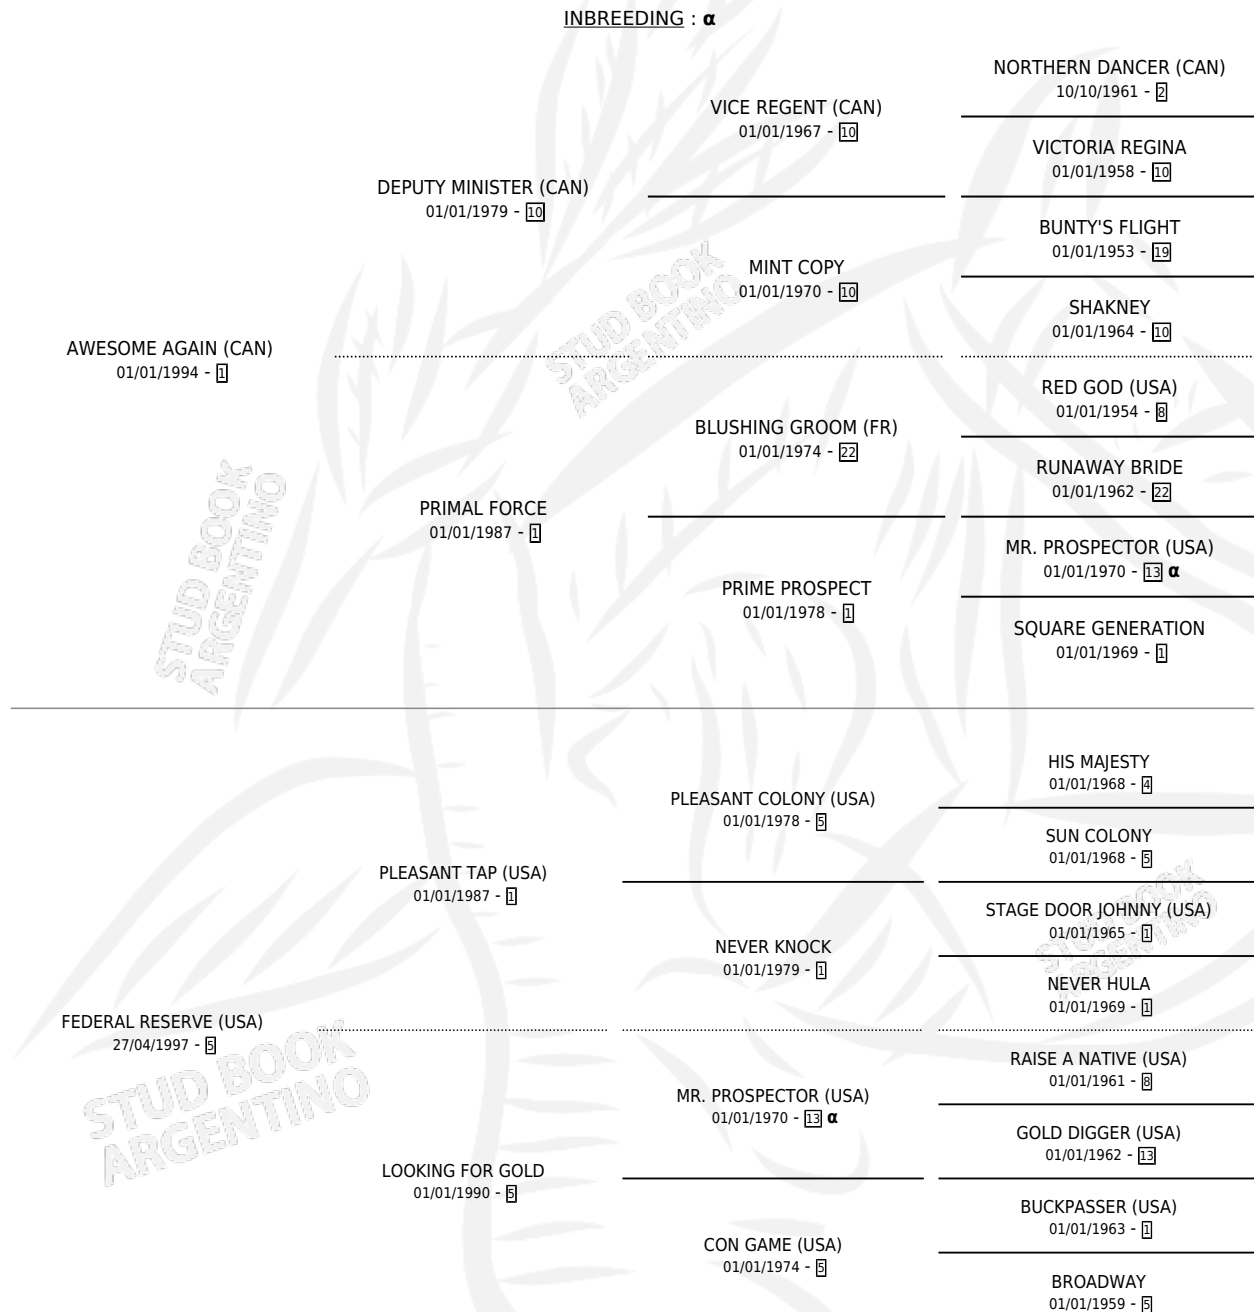 INBREEDING : α
NORTHERN DANCER (CAN)
10/10/1961 - 2
VICE REGENT (CAN)
01/01/1967 - 10
VICTORIA REGINA
01/01/1958 - 10
DEPUTY MINISTER (CAN)
01/01/1979 - 10
BUNTY'S FLIGHT
01/01/1953 - 19
MINT COPY
01/01/1970 - 10
SHAKNEY
01/01/1964 - 10
AWESOME AGAIN (CAN)
01/01/1994 - 1
RED GOD (USA)
01/01/1954 - 8
BLUSHING GROOM (FR)
01/01/1974 - 22
RUNAWAY BRIDE
01/01/1962 - 22
PRIMAL FORCE
01/01/1987 - 1
MR. PROSPECTOR (USA)
01/01/1970 - 13 α
PRIME PROSPECT
01/01/1978 - 1
SQUARE GENERATION
01/01/1969 - 1
HIS MAJESTY
01/01/1968 - 4
PLEASANT COLONY (USA)
01/01/1978 - 5
SUN COLONY
01/01/1968 - 5
PLEASANT TAP (USA)
01/01/1987 - 1
STAGE DOOR JOHNNY (USA)
01/01/1965 - 1
NEVER KNOCK
01/01/1979 - 1
NEVER HULA
01/01/1969 - 1
FEDERAL RESERVE (USA)
27/04/1997 - 5
RAISE A NATIVE (USA)
01/01/1961 - 8
MR. PROSPECTOR (USA)
01/01/1970 - 13 α
GOLD DIGGER (USA)
01/01/1962 - 13
LOOKING FOR GOLD
01/01/1990 - 5
BUCKPASSER (USA)
01/01/1963 - 1
CON GAME (USA)
01/01/1974 - 5
BROADWAY
01/01/1959 - 5
STUD BOOK
ARGENTINO
STUD BOOK
ARGENTINO
STUD BOOK
ARGENTINO
STUD BOOK
ARGENTINO